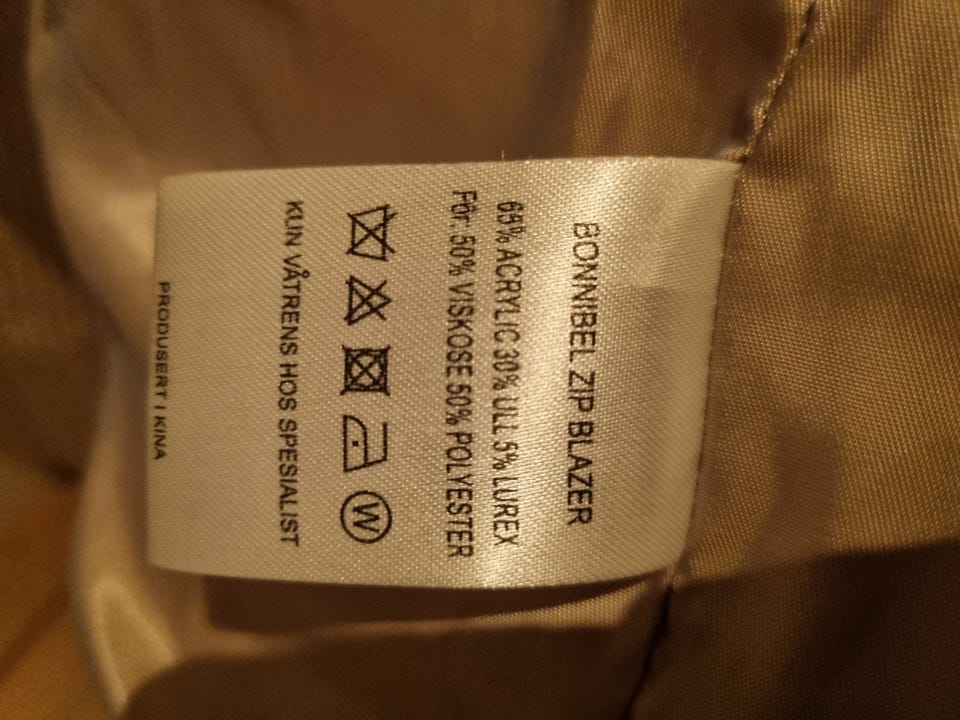 BONNIBEL ZIP BLAZER
65% ACRYLIC 30% ULL 5% LUREX
Fôr: 50% VISKOSE 50% POLYESTER
W
KUN VÅTRENS HOS SPESIALIST
PRODUSERT I KINA